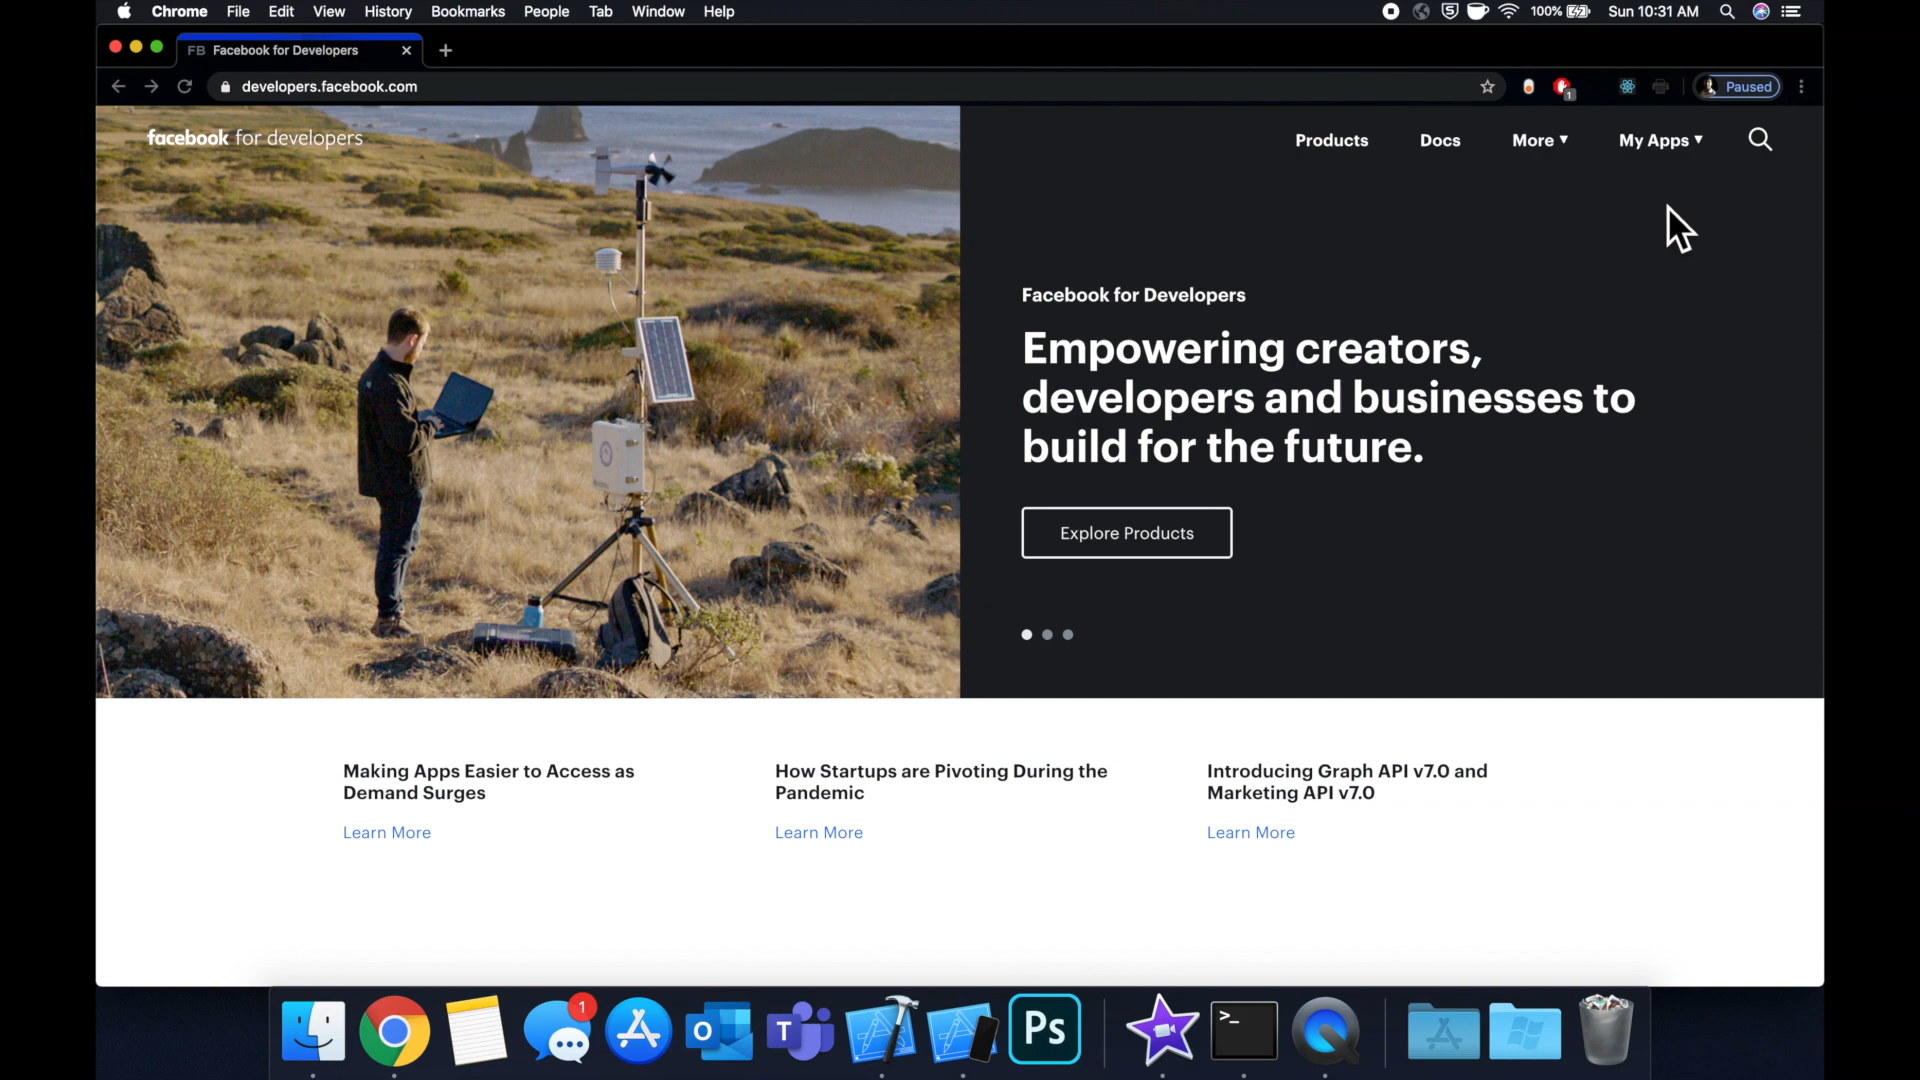 Chrome File Edit View History Bookmarks People Tab Window Help 100% Sun 10:31 AM
FB Facebook for Developers
developers.facebook.com 1 Paused
facebook for developers Products Docs More My Apps
Facebook for Developers
Empowering creators,
developers and businesses to
build for the future.
Explore Products
Making Apps Easier to Access as
Demand Surges
Learn More
How Startups are Pivoting During the
Pandemic
Learn More
Introducing Graph API v7.0 and
Marketing API v7.0
Learn More
1
O
T
Ps
>_